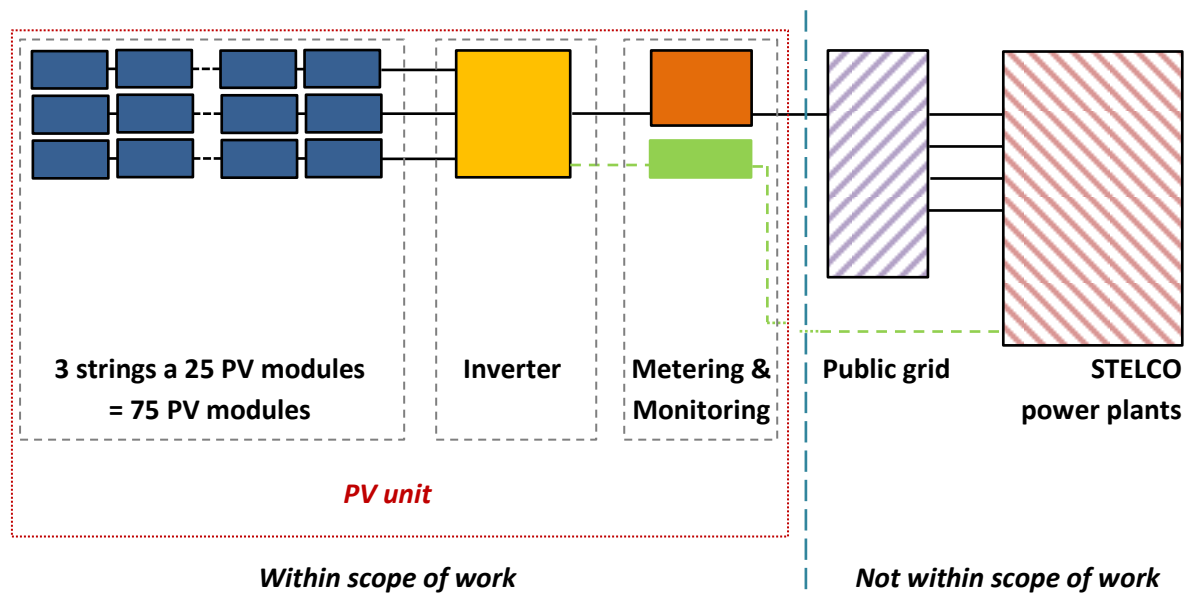 3 strings a 25 PV modules
= 75 PV modules
Inverter
Metering &
Monitoring
Public grid
STELCO
power plants
PV unit
Within scope of work
Not within scope of work